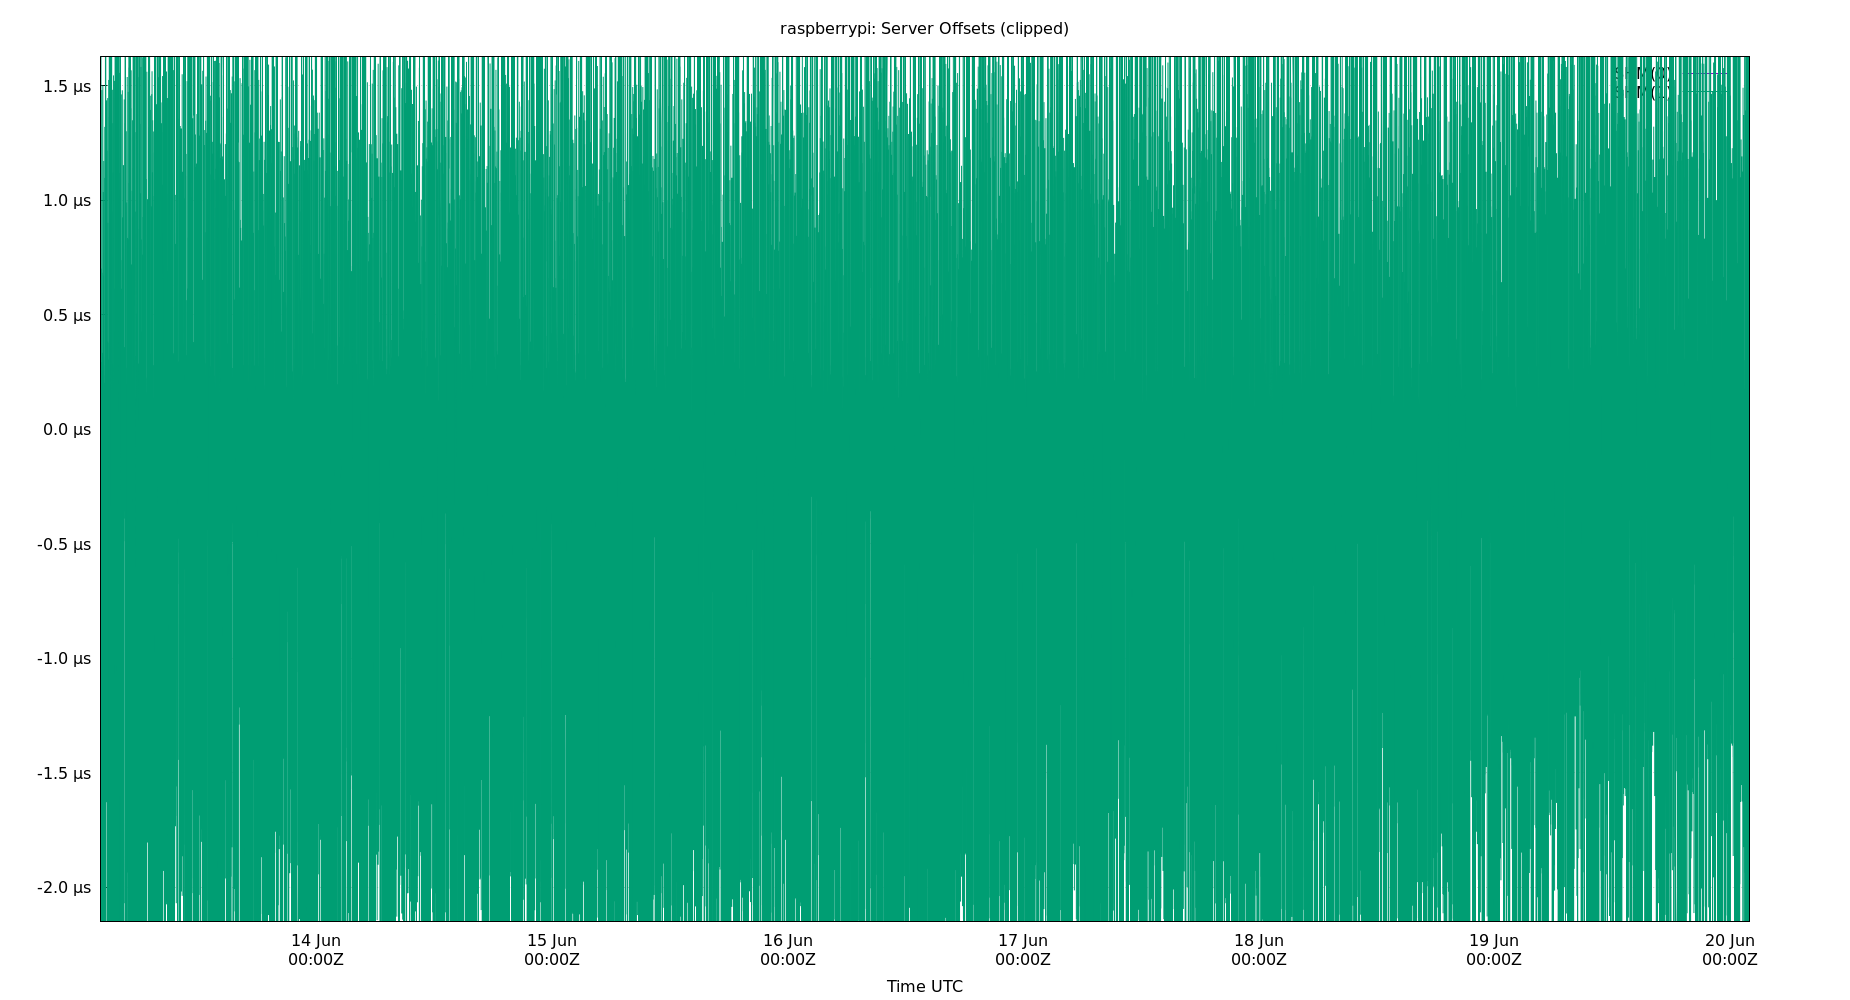 raspberrypi: Server Offsets (clipped)
1.5 µs
1.0 µs
0.5 µs
0.0 µs
-0.5 µs
-1.0 µs
-1.5 µs
-2.0 µs
14 Jun 15 Jun 16 Jun 17 Jun 18 Jun 19 Jun 20 Jun
00:00Z 00:00Z 00:00Z 00:00Z 00:00Z 00:00Z 00:00Z
Time UTC